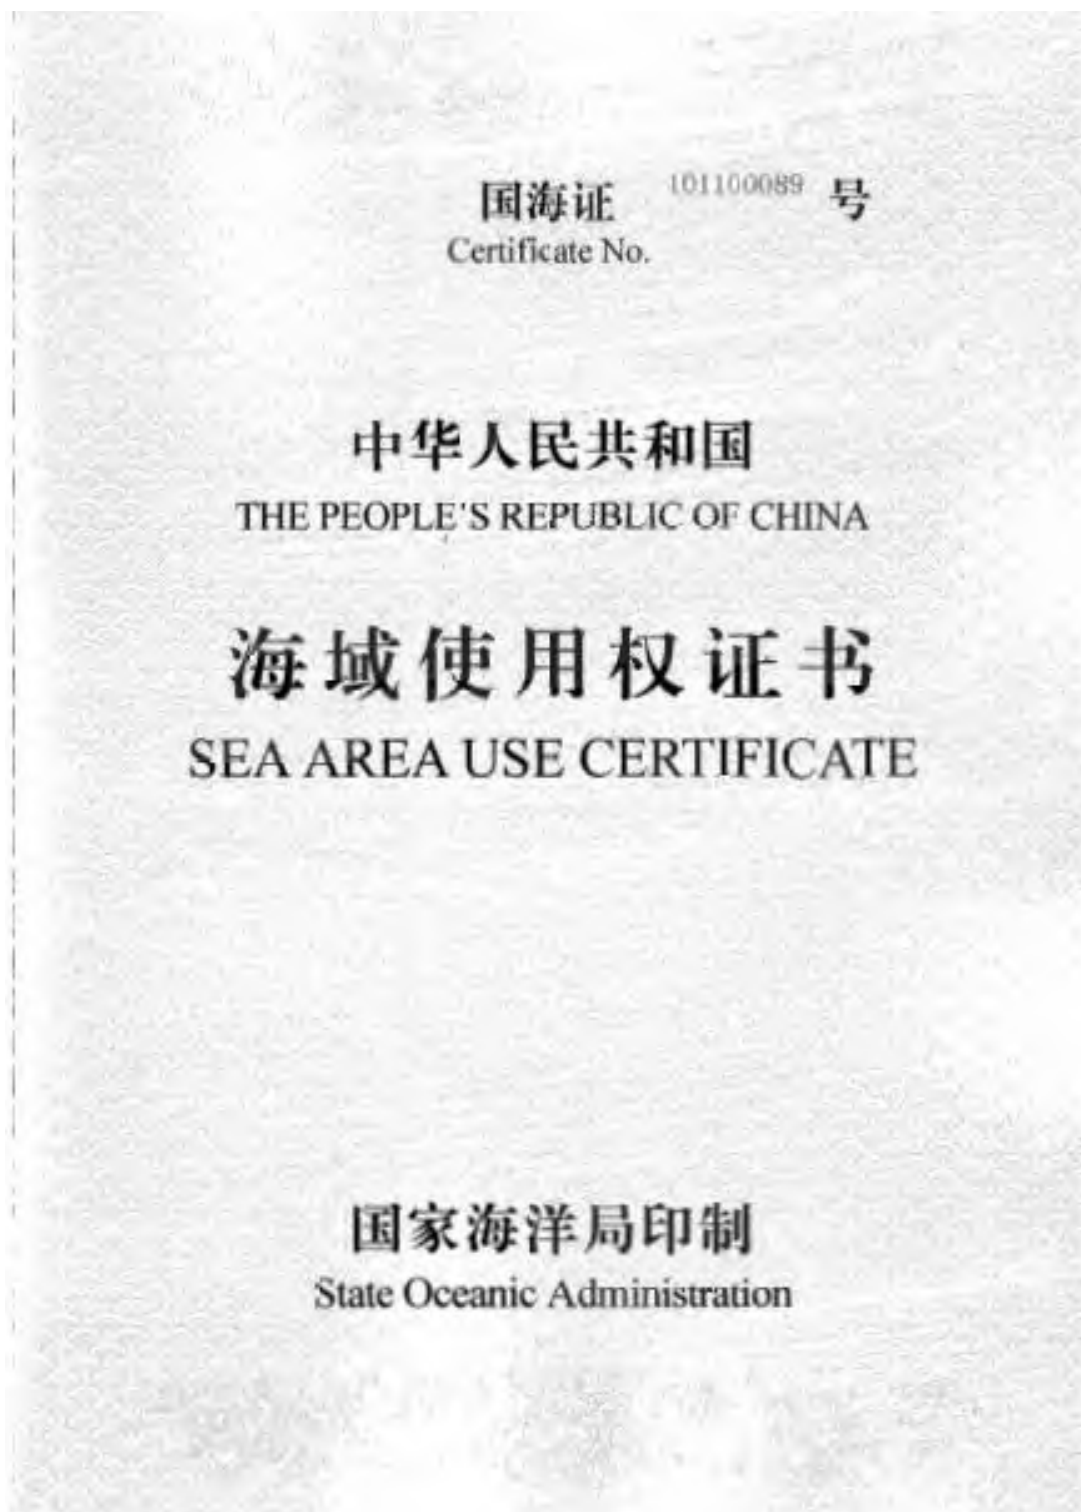 国海证 101100089 号
Certificate No.
中华人民共和国
THE PEOPLE'S REPUBLIC OF CHINA
海域使用权证书
SEA AREA USE CERTIFICATE
国家海洋局印制
State Oceanic Administration